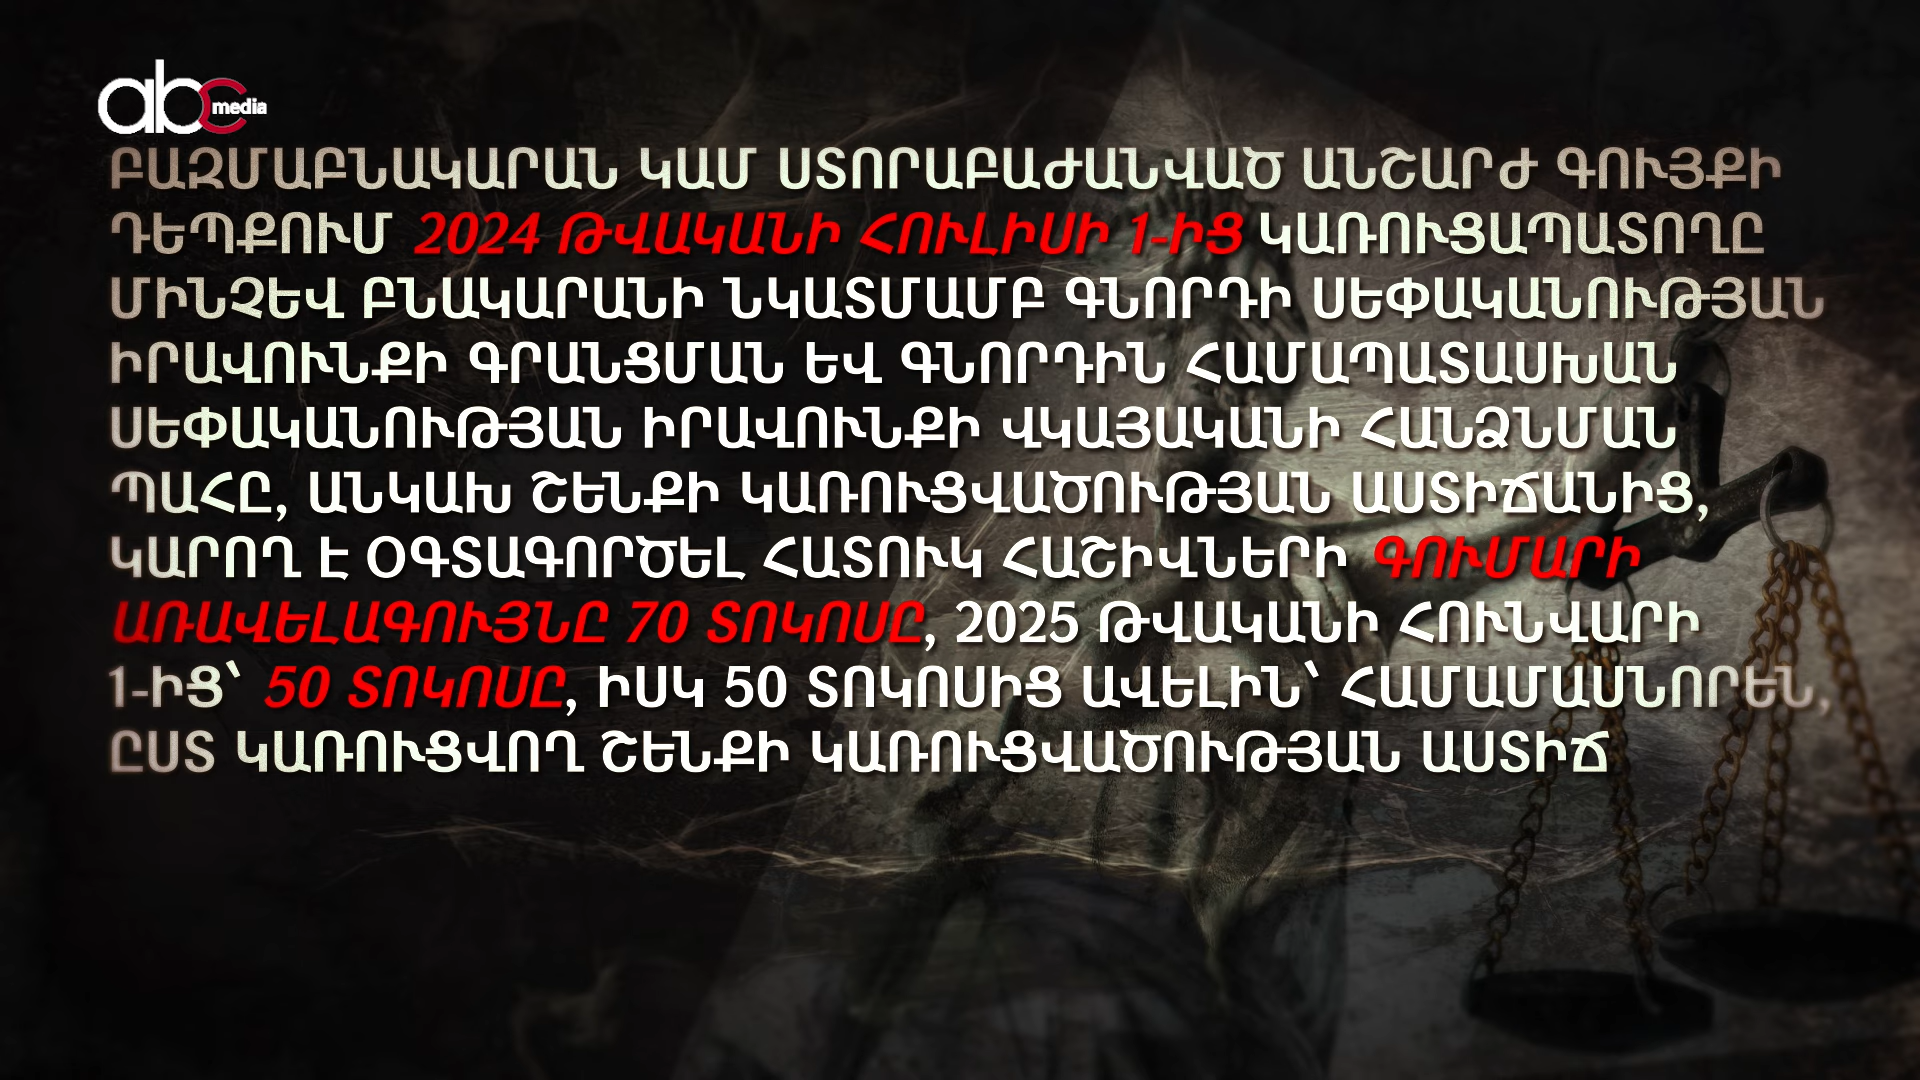 abc media
ԲԱԶՄԱԲՆԱԿԱՐԱՆ ԿԱՄ ՍՏՈՐԱԲԱԺԱՆՎԱԾ ԱՆՇԱՐԺ ԳՈՒՅՔԻ
ԴԵՊՔՈՒՄ 2024 ԹՎԱԿԱՆԻ ՀՈՒԼԻՍԻ 1-ԻՑ ԿԱՌՈՒՑԱՊԱՏՈՂԸ
ՄԻՆՉԵՎ ԲՆԱԿԱՐԱՆԻ ՆԿԱՏՄԱՄԲ ԳՆՈՐԴԻ ՍԵՓԱԿԱՆՈՒԹՅԱՆ
ԻՐԱՎՈՒՆՔԻ ԳՐԱՆՑՄԱՆ ԵՎ ԳՆՈՐԴԻՆ ՀԱՄԱՊԱՏԱՍԽԱՆ
ՍԵՓԱԿԱՆՈՒԹՅԱՆ ԻՐԱՎՈՒՆՔԻ ՎԿԱՅԱԿԱՆԻ ՀԱՆՁՆՄԱՆ
ՊԱՀԸ, ԱՆԿԱԽ ՇԵՆՔԻ ԿԱՌՈՒՑՎԱԾՈՒԹՅԱՆ ԱՍՏԻՃԱՆԻՑ,
ԿԱՐՈՂ Է ՕԳՏԱԳՈՐԾԵԼ ՀԱՏՈՒԿ ՀԱՇԻՎՆԵՐԻ ԳՈՒՄԱՐԻ
ԱՌԱՎԵԼԱԳՈՒՅՆԸ 70 ՏՈԿՈՍԸ, 2025 ԹՎԱԿԱՆԻ ՀՈՒՆՎԱՐԻ
1-ԻՑ՝ 50 ՏՈԿՈՍԸ, ԻՍԿ 50 ՏՈԿՈՍԻՑ ԱՎԵԼԻՆ՝ ՀԱՄԱՄԱՍՆՈՐԵՆ,
ԸՍՏ ԿԱՌՈՒՑՎՈՂ ՇԵՆՔԻ ԿԱՌՈՒՑՎԱԾՈՒԹՅԱՆ ԱՍՏԻՃ